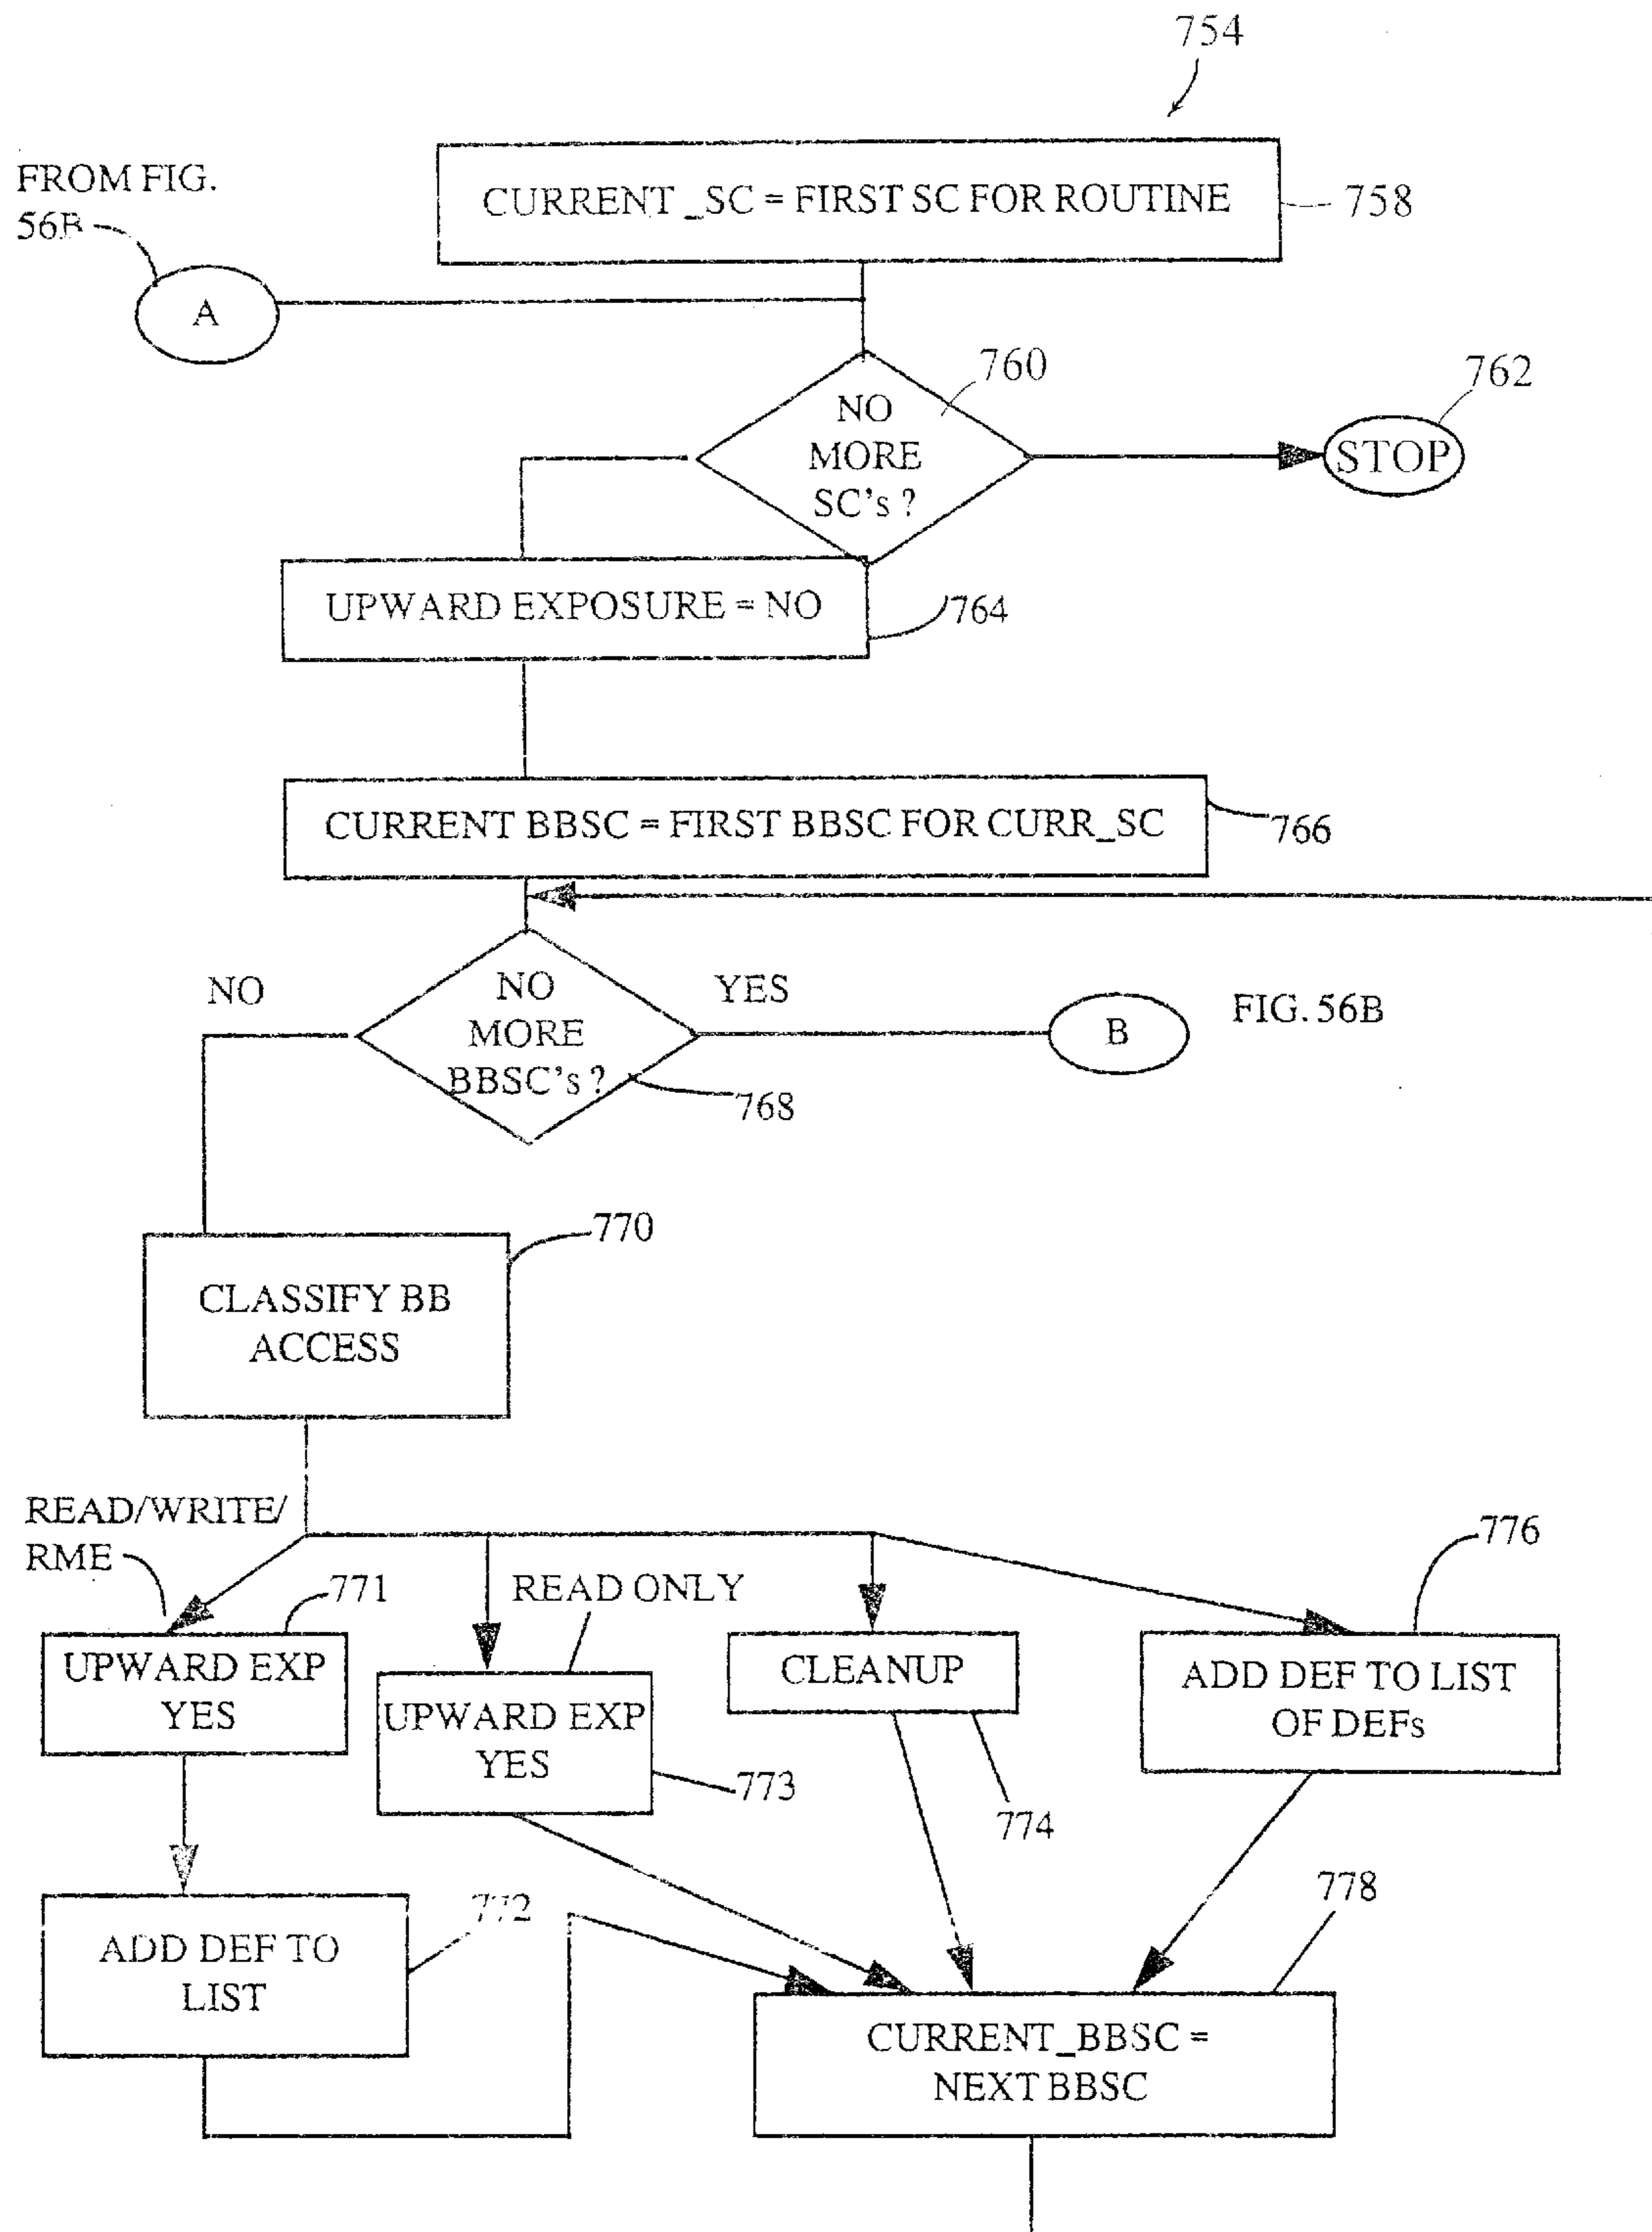 754
FROM FIG.
56B
CURRENT _SC = FIRST SC FOR ROUTINE
758
A
760
762
NO
MORE
SC's ?
STOP
UPWARD EXPOSURE = NO
764
CURRENT BBSC = FIRST BBSC FOR CURR_SC
766
NO
NO
MORE
BBSC's ?
YES
B
FIG. 56B
768
770
CLASSIFY BB
ACCESS
READ/WRITE/
RME
771
READ ONLY
776
UPWARD EXP
YES
UPWARD EXP
YES
773
CLEANUP
774
ADD DEF TO LIST
OF DEFs
772
778
ADD DEF TO
LIST
CURRENT_BBSC =
NEXT BBSC